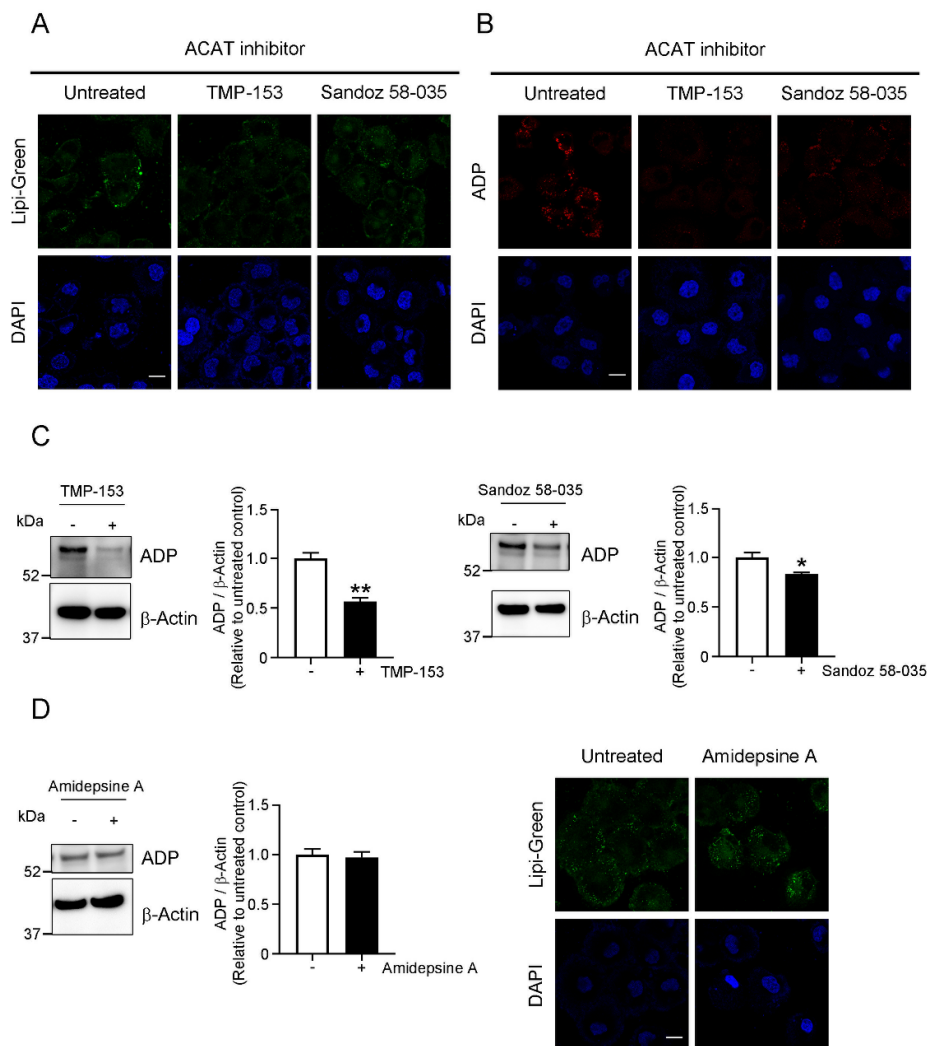 A
ACAT inhibitor
Untreated TMP-153 Sandoz 58-035
Lipi-Green
DAPI
B
ACAT inhibitor
Untreated TMP-153 Sandoz 58-035
ADP
DAPI
C
TMP-153
kDa - +
ADP
52
β-Actin
37
ADP / β-Actin
(Relative to untreated control)
1.5
1.0
0.5
0
**
- + TMP-153
Sandoz 58-035
kDa - +
ADP
52
β-Actin
37
ADP / β-Actin
(Relative to untreated control)
1.5
1.0
0.5
0
*
- + Sandoz 58-035
D
Amidepsine A
kDa - +
ADP
52
β-Actin
37
ADP / β-Actin
(Relative to untreated control)
1.5
1.0
0.5
0
- + Amidepsine A
Untreated Amidepsine A
Lipi-Green
DAPI